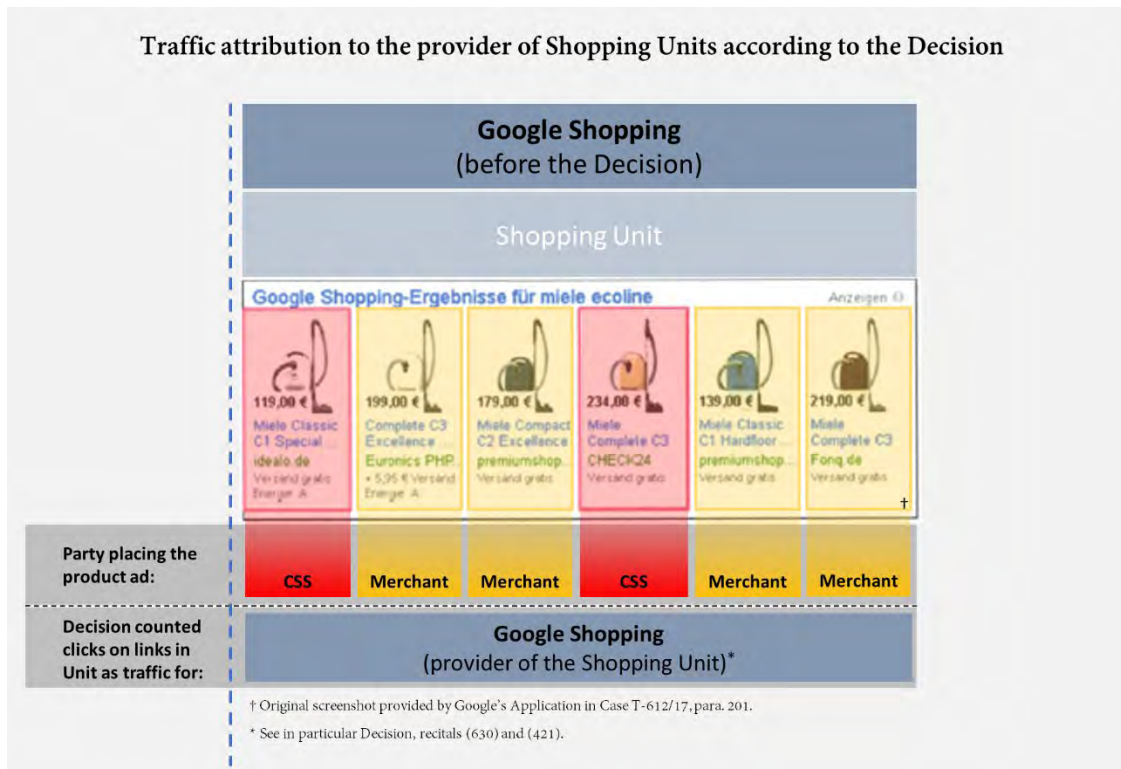 Traffic attribution to the provider of Shopping Units according to the Decision
Google Shopping
(before the Decision)
Shopping Unit
Google Shopping-Ergebnisse für miele ecoline
Anzeigen
119,00 €
Miele Classic
C1 Special ...
idealo.de
Versand gratis
Energie: A
199,00 €
Complete C3
Excellence ...
Euronics PHP...
+ 5,95 € Versand
Energie: A
179,00 €
Miele Compact
C2 Excellence
premiumshop...
Versand gratis
234,00 €
Miele
Complete C3
CHECK24
Versand gratis
139,00 €
Miele Classic
C1 Hardfloor ...
premiumshop...
Versand gratis
219,00 €
Miele
Complete C3
Fonq.de
Versand gratis
†
Party placing the
product ad:
CSS
Merchant
Merchant
CSS
Merchant
Merchant
Decision counted
clicks on links in
Unit as traffic for:
Google Shopping
(provider of the Shopping Unit)*
† Original screenshot provided by Google's Application in Case T-612/17, para. 201.
* See in particular Decision, recitals (630) and (421).